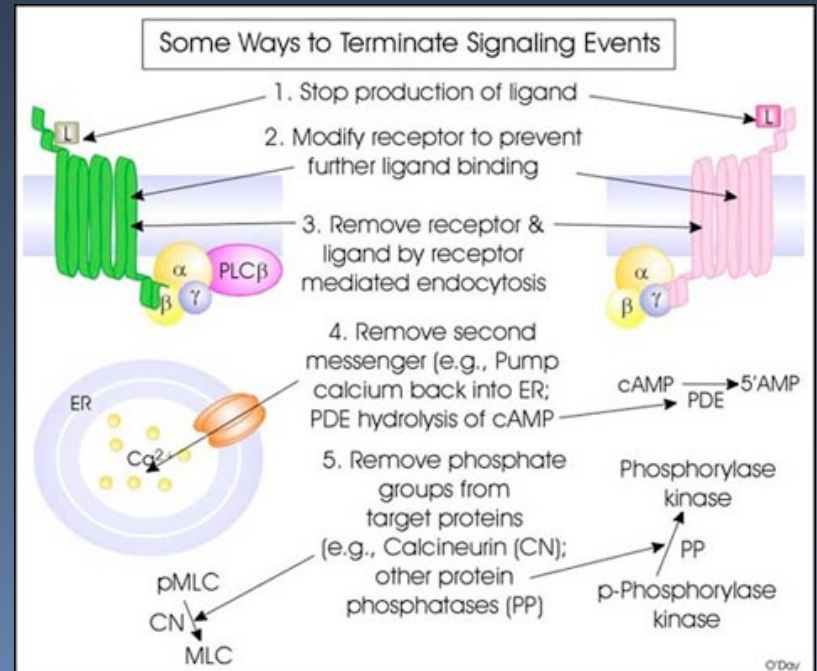 Some Ways to Terminate Signaling Events
1. Stop production of ligand
L
L
2. Modify receptor to prevent
further ligand binding
3. Remove receptor &
ligand by receptor
mediated endocytosis
α
PLCβ
β
γ
α
β
γ
4. Remove second
messenger (e.g., Pump
calcium back into ER;
PDE hydrolysis of cAMP
cAMP
5'AMP
PDE
ER
Ca2+
5. Remove phosphate
groups from
target proteins
(e.g., Calcineurin (CN);
other protein
phosphatases (PP)
Phosphorylase
kinase
PP
p-Phosphorylase
kinase
pMLC
CN
MLC
O'Day